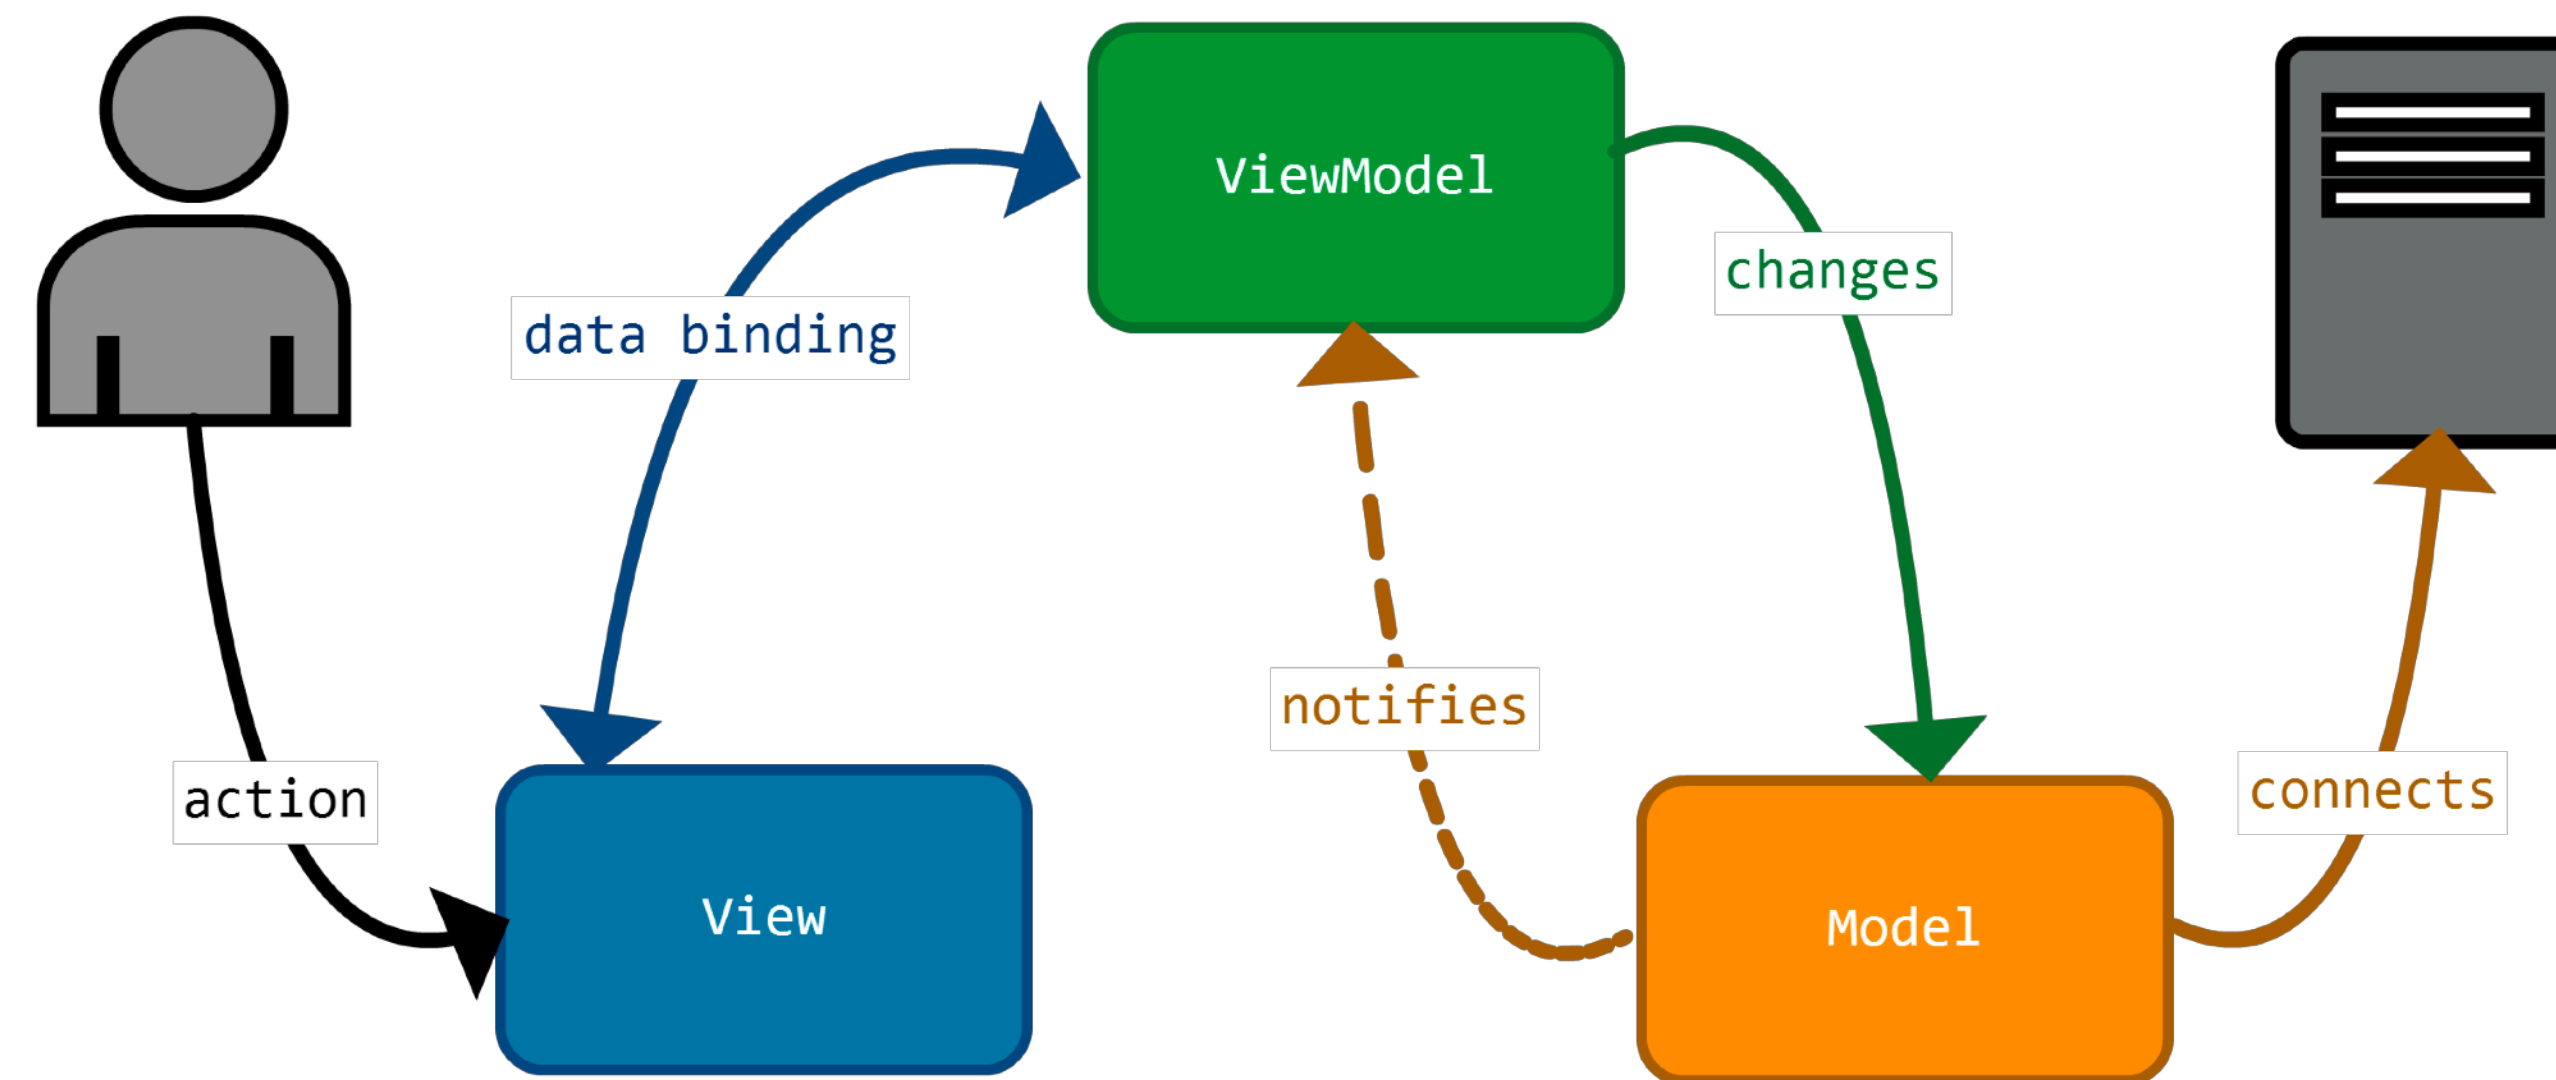 ViewModel
changes
data binding
notifies
action
connects
View
Model